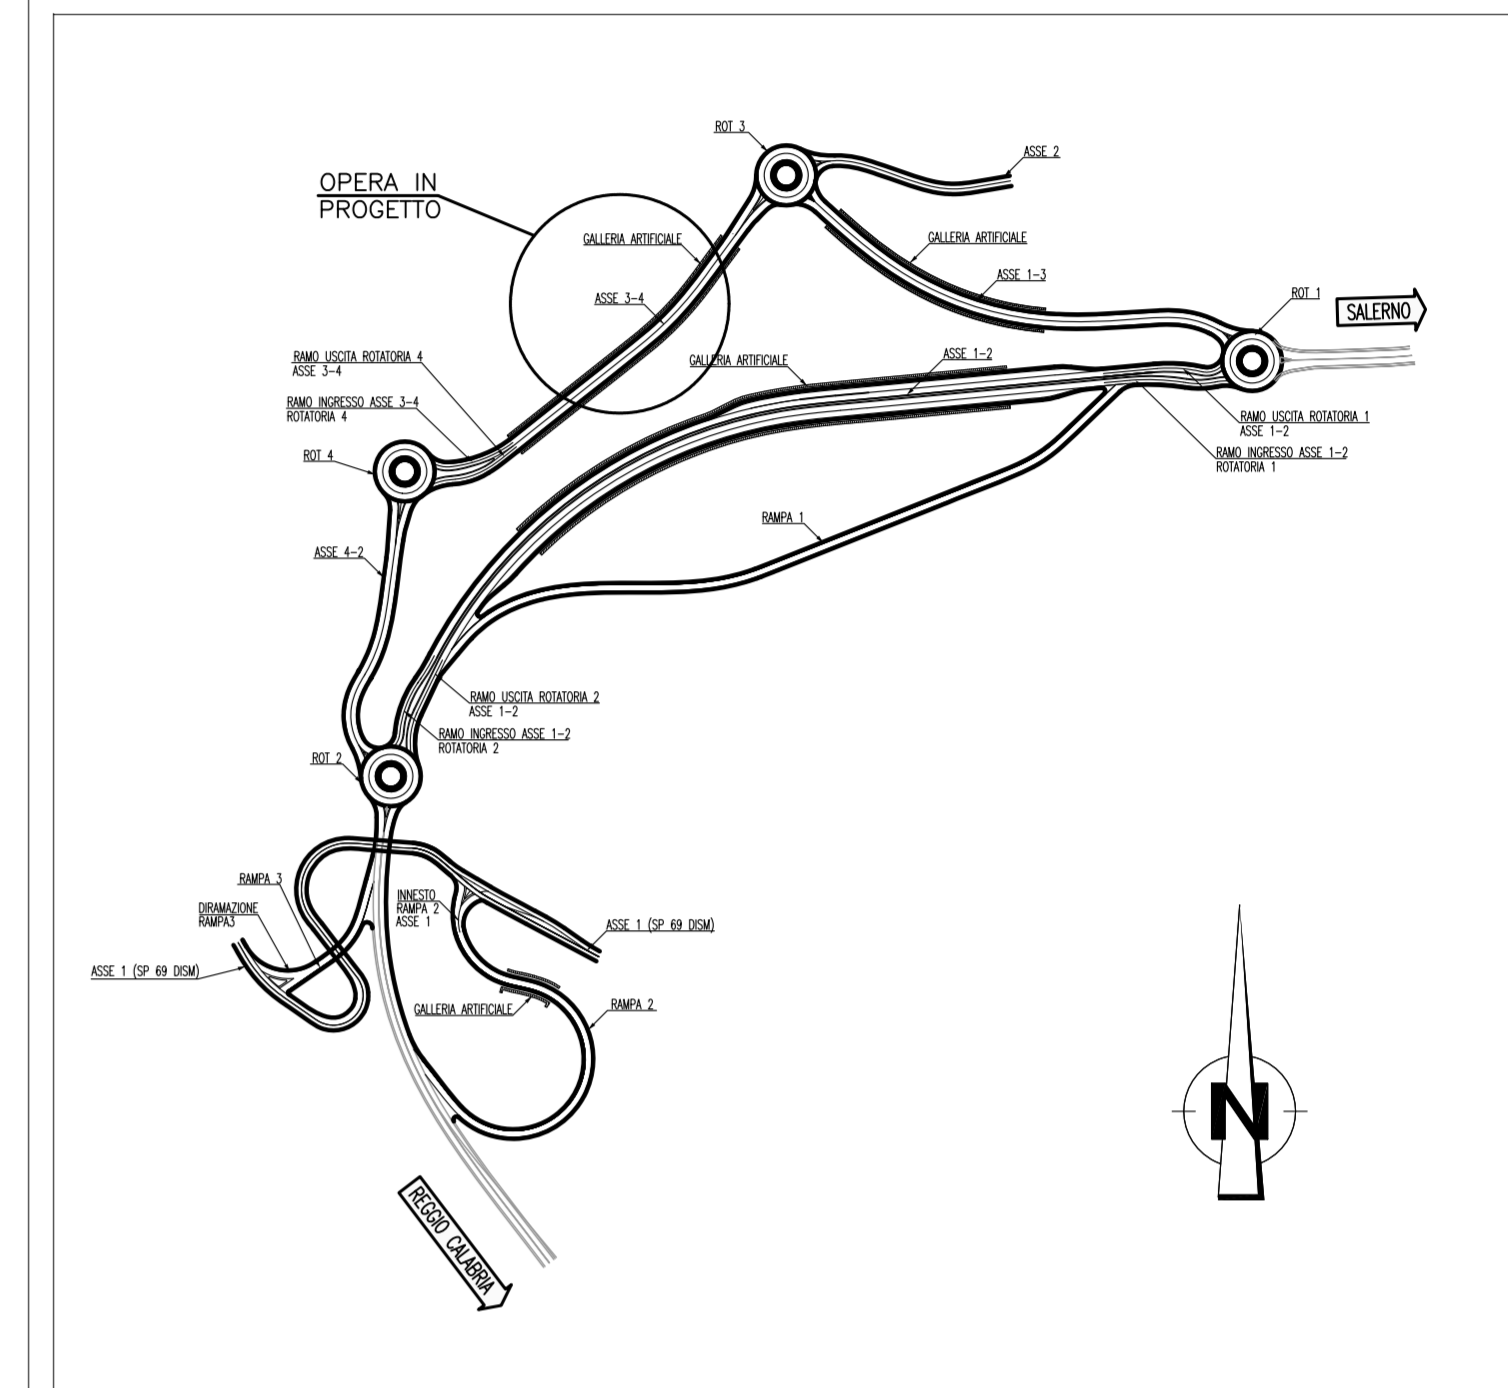 ROT 3
ASSE 2
OPERA IN
PROGETTO
GALLERIA ARTIFICIALE
GALLERIA ARTIFICIALE
ASSE 1-3
ROT 1
SALERNO
ASSE 3-4
RAMO USCITA ROTATORIA 4
ASSE 3-4
GALLERIA ARTIFICIALE
ASSE 1-2
RAMO INGRESSO ASSE 3-4
ROTATORIA 4
RAMO USCITA ROTATORIA 1
ASSE 1-2
RAMO INGRESSO ASSE 1-2
ROTATORIA 1
ROT 4
RAMPA 1
ASSE 4-2
RAMO USCITA ROTATORIA 2
ASSE 1-2
RAMO INGRESSO ASSE 1-2
ROTATORIA 2
ROT 2
RAMPA 3
DIRAMAZIONE
RAMPA3
INNESTO
RAMPA 2
ASSE 1
ASSE 1 (SP 69 DISM)
ASSE 1 (SP 69 DISM)
GALLERIA ARTIFICIALE
RAMPA 2
N
REGGIO CALABRIA